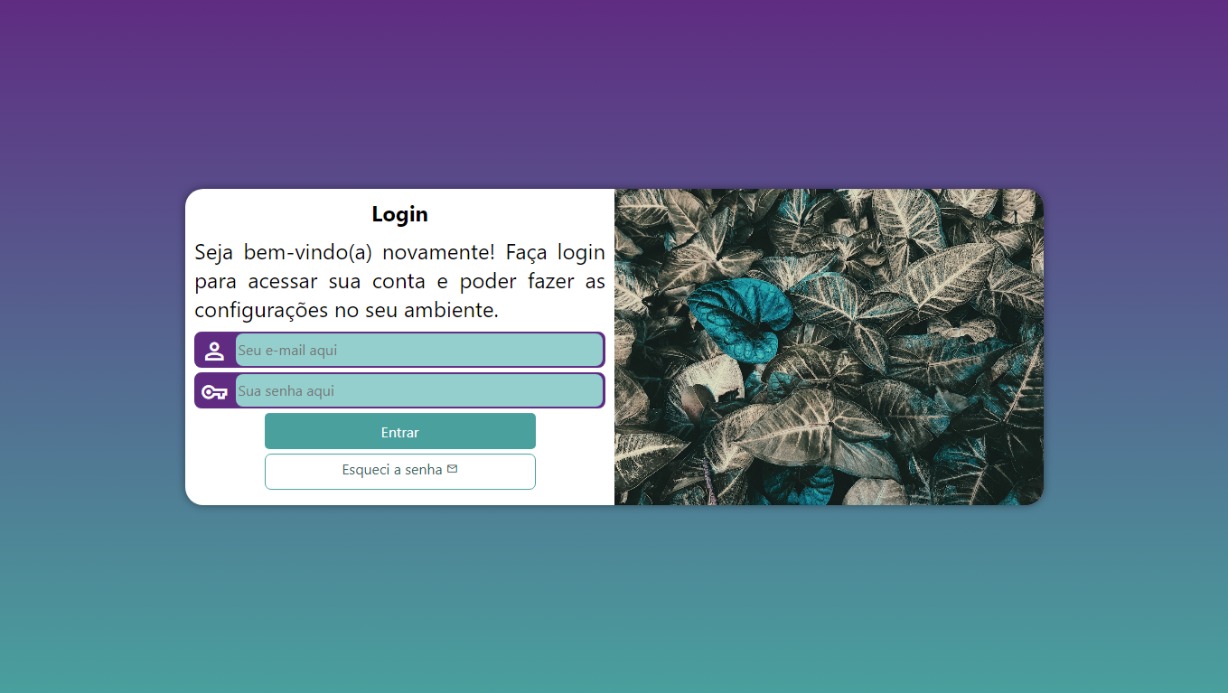 Login
Seja bem-vindo(a) novamente! Faça login
para acessar sua conta e poder fazer as
configurações no seu ambiente.
Seu e-mail aqui
Sua senha aqui
Entrar
Esqueci a senha